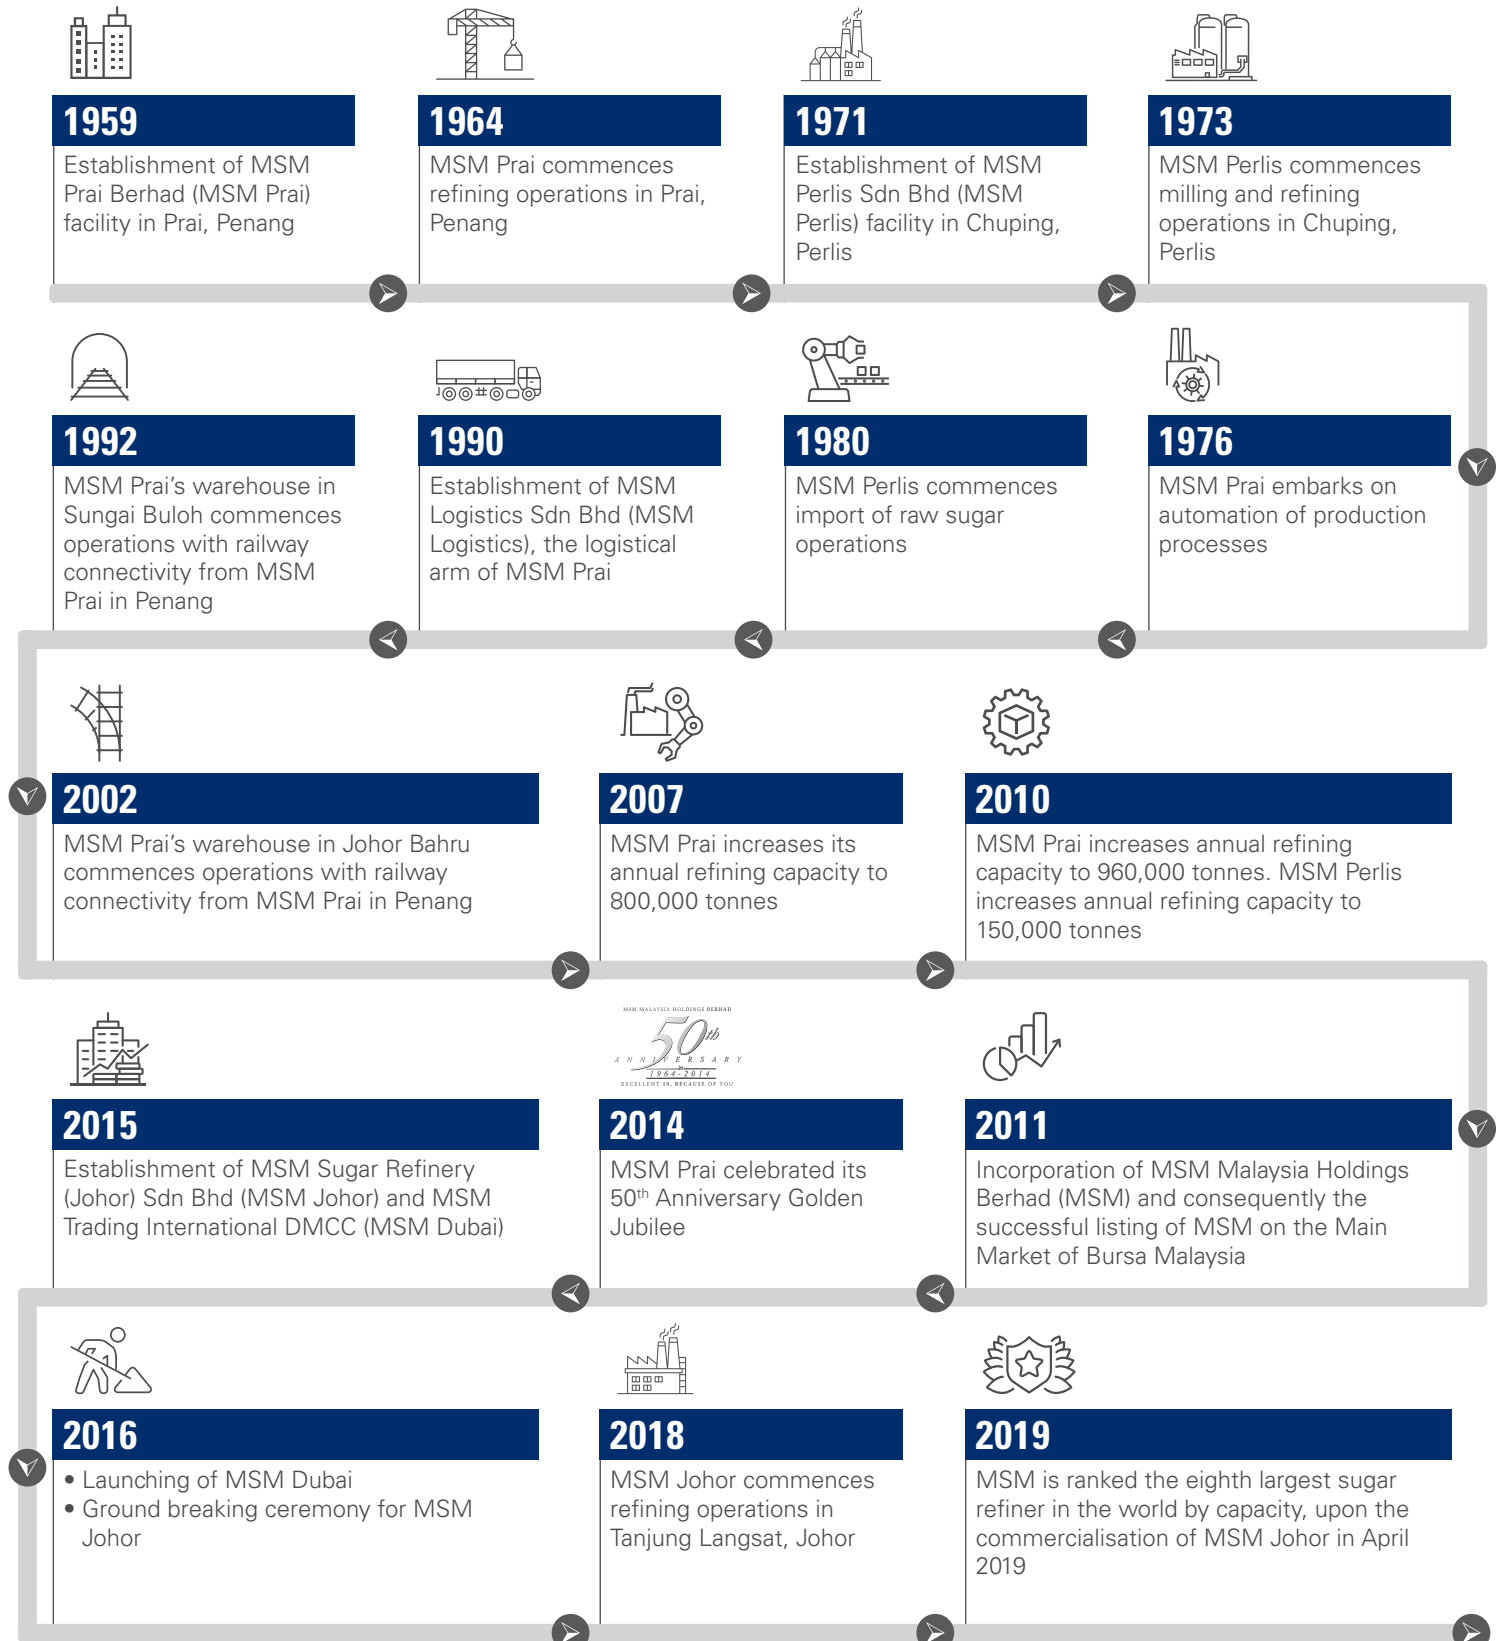 1959
Establishment of MSM
Prai Berhad (MSM Prai)
facility in Prai, Penang
1964
MSM Prai commences
refining operations in Prai,
Penang
1971
Establishment of MSM
Perlis Sdn Bhd (MSM
Perlis) facility in Chuping,
Perlis
1973
MSM Perlis commences
milling and refining
operations in Chuping,
Perlis
1976
MSM Prai embarks on
automation of production
processes
1980
MSM Perlis commences
import of raw sugar
operations
1990
Establishment of MSM
Logistics Sdn Bhd (MSM
Logistics), the logistical
arm of MSM Prai
1992
MSM Prai’s warehouse in
Sungai Buloh commences
operations with railway
connectivity from MSM
Prai in Penang
2002
MSM Prai’s warehouse in Johor Bahru
commences operations with railway
connectivity from MSM Prai in Penang
2007
MSM Prai increases its
annual refining capacity to
800,000 tonnes
2010
MSM Prai increases annual refining
capacity to 960,000 tonnes. MSM Perlis
increases annual refining capacity to
150,000 tonnes
2011
Incorporation of MSM Malaysia Holdings
Berhad (MSM) and consequently the
successful listing of MSM on the Main
Market of Bursa Malaysia
MSM MALAYSIA HOLDINGS BERHAD
50th
ANNIVERSARY
1964-2014
EXCELLENT 50, BECAUSE OF YOU
2014
MSM Prai celebrated its
50th Anniversary Golden
Jubilee
2015
Establishment of MSM Sugar Refinery
(Johor) Sdn Bhd (MSM Johor) and MSM
Trading International DMCC (MSM Dubai)
2016
• Launching of MSM Dubai
• Ground breaking ceremony for MSM
Johor
2018
MSM Johor commences
refining operations in
Tanjung Langsat, Johor
2019
MSM is ranked the eighth largest sugar
refiner in the world by capacity, upon the
commercialisation of MSM Johor in April
2019